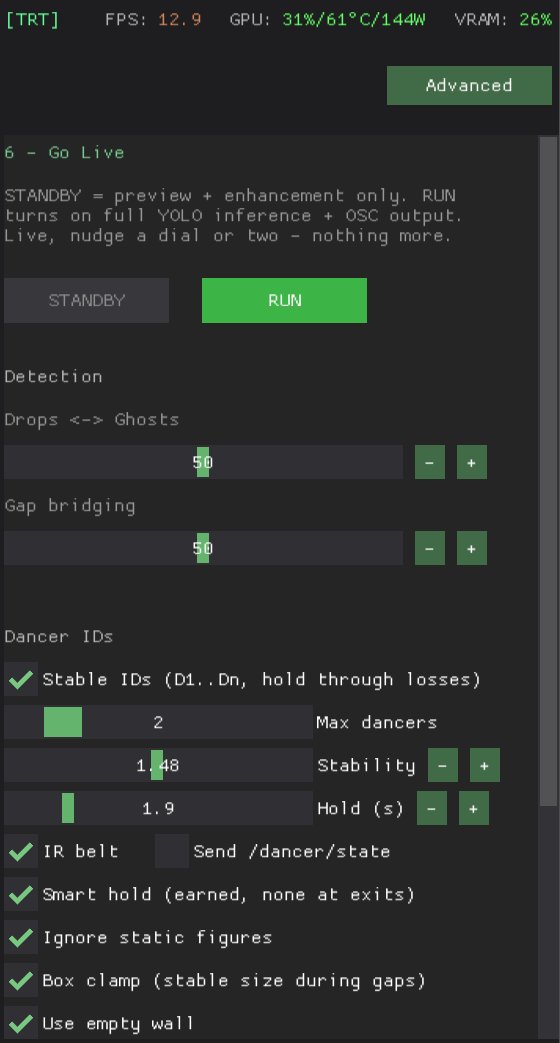 [TRT] FPS: 12.9 GPU: 31%/61°C/144W VRAM: 26%
Advanced
6 - Go Live
STANDBY = preview + enhancement only. RUN
turns on full YOLO inference + OSC output.
Live, nudge a dial or two - nothing more.
STANDBY RUN
Detection
Drops <-> Ghosts
50 - +
Gap bridging
50 - +
Dancer IDs
Stable IDs (D1..Dn, hold through losses)
2 Max dancers
1.48 Stability - +
1.9 Hold (s) - +
IR belt Send /dancer/state
Smart hold (earned, none at exits)
Ignore static figures
Box clamp (stable size during gaps)
Use empty wall